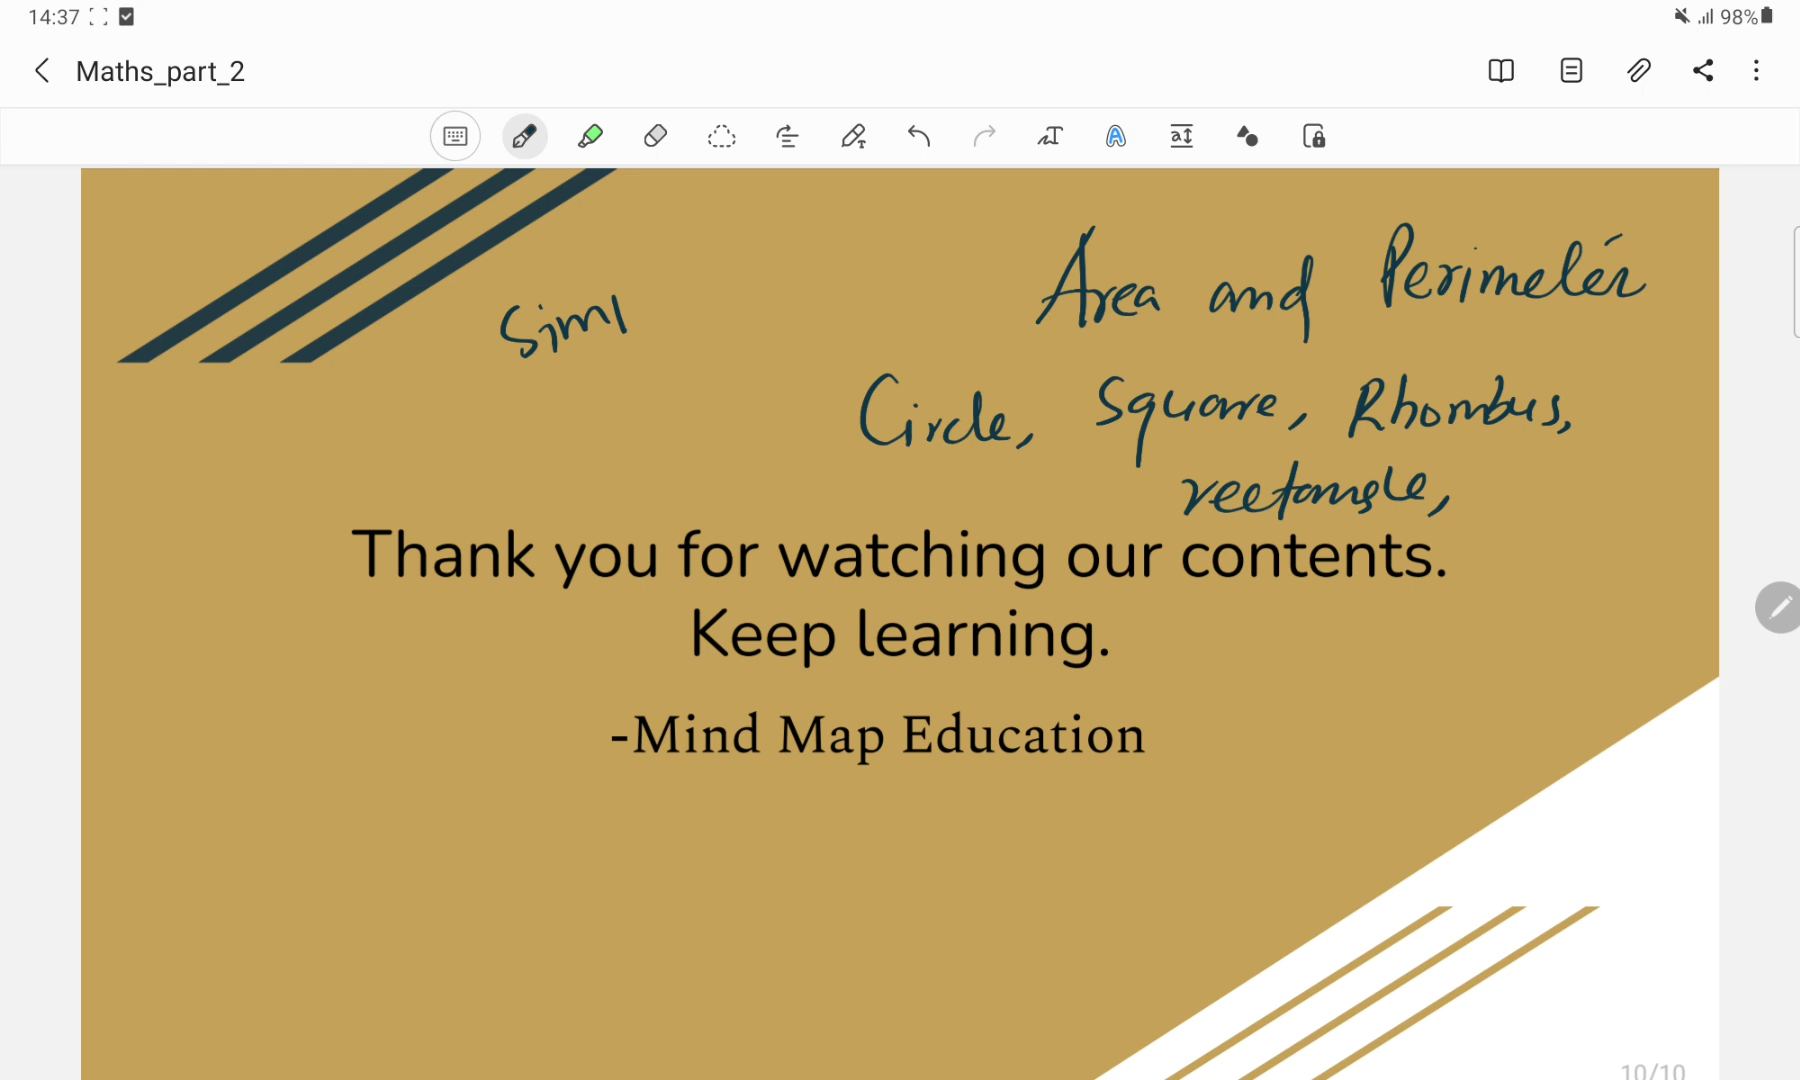 14:37
98%
Maths_part_2
Area and Perimeter
Siml
Circle, Square, Rhombus,
rectangle,
Thank you for watching our contents.
Keep learning.
-Mind Map Education
10/10